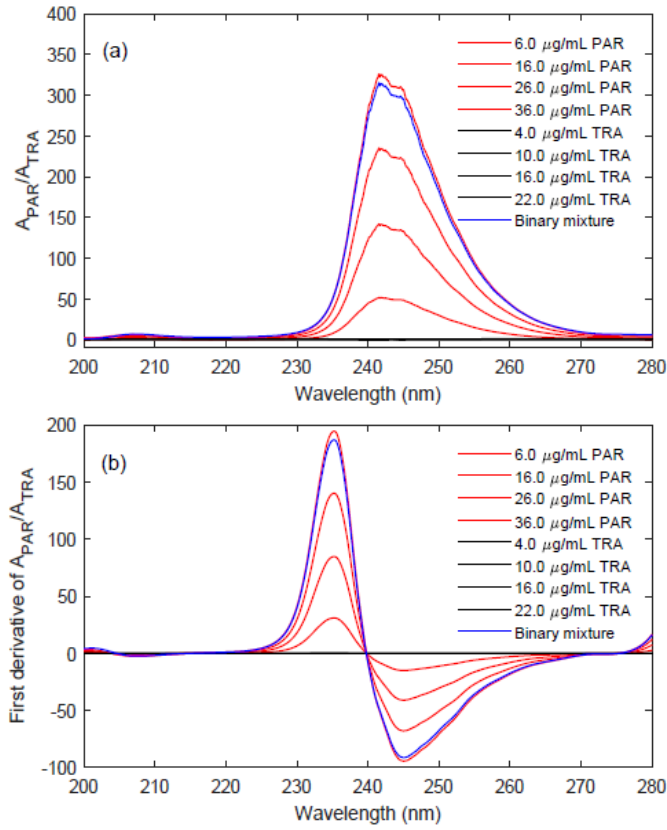 400
350
300
250
200
150
100
50
0
A_PAR/A_TRA
(a)
6.0 μg/mL PAR
16.0 μg/mL PAR
26.0 μg/mL PAR
36.0 μg/mL PAR
4.0 μg/mL TRA
10.0 μg/mL TRA
16.0 μg/mL TRA
22.0 μg/mL TRA
Binary mixture
200 210 220 230 240 250 260 270 280
Wavelength (nm)
200
150
100
50
0
-50
-100
First derivative of A_PAR/A_TRA
(b)
6.0 μg/mL PAR
16.0 μg/mL PAR
26.0 μg/mL PAR
36.0 μg/mL PAR
4.0 μg/mL TRA
10.0 μg/mL TRA
16.0 μg/mL TRA
22.0 μg/mL TRA
Binary mixture
200 210 220 230 240 250 260 270 280
Wavelength (nm)